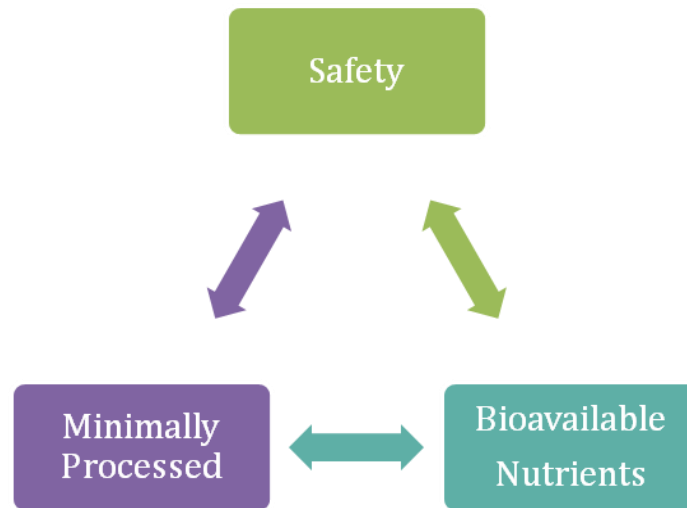 Safety
Minimally
Processed
Bioavailable
Nutrients